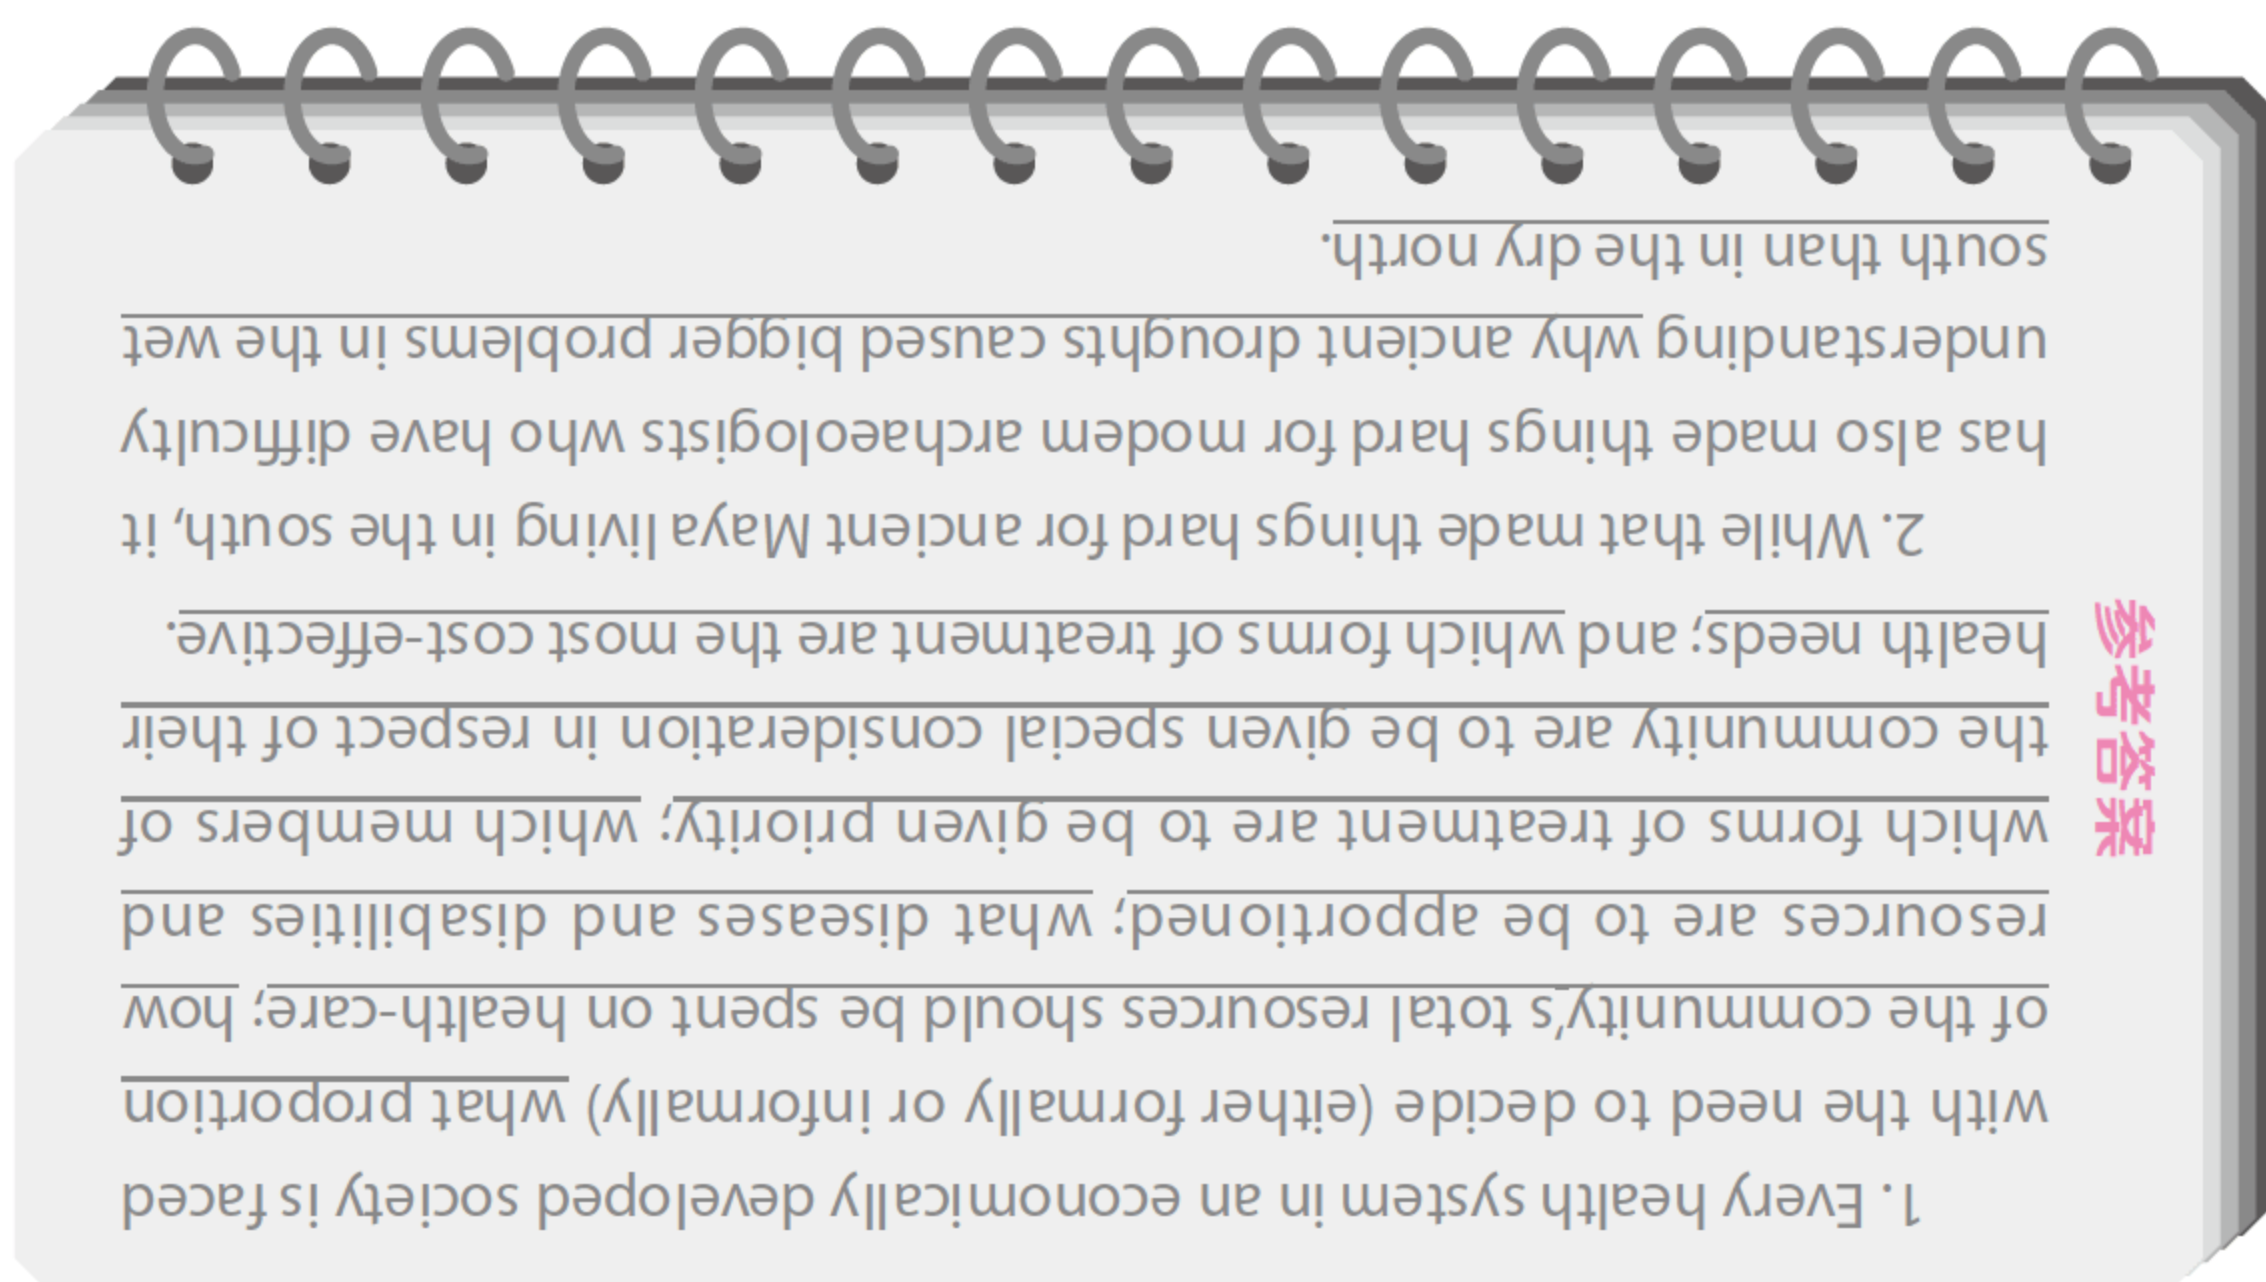 参考答案
1. Every health system in an economically developed society is faced
with the need to decide (either formally or informally) what proportion
of the community's total resources should be spent on health-care; how
resources are to be apportioned; what diseases and disabilities and
which forms of treatment are to be given priority; which members of
the community are to be given special consideration in respect of their
health needs; and which forms of treatment are the most cost-effective.
2. While that made things hard for ancient Maya living in the south, it
has also made things hard for modem archaeologists who have difficulty
understanding why ancient droughts caused bigger problems in the wet
south than in the dry north.